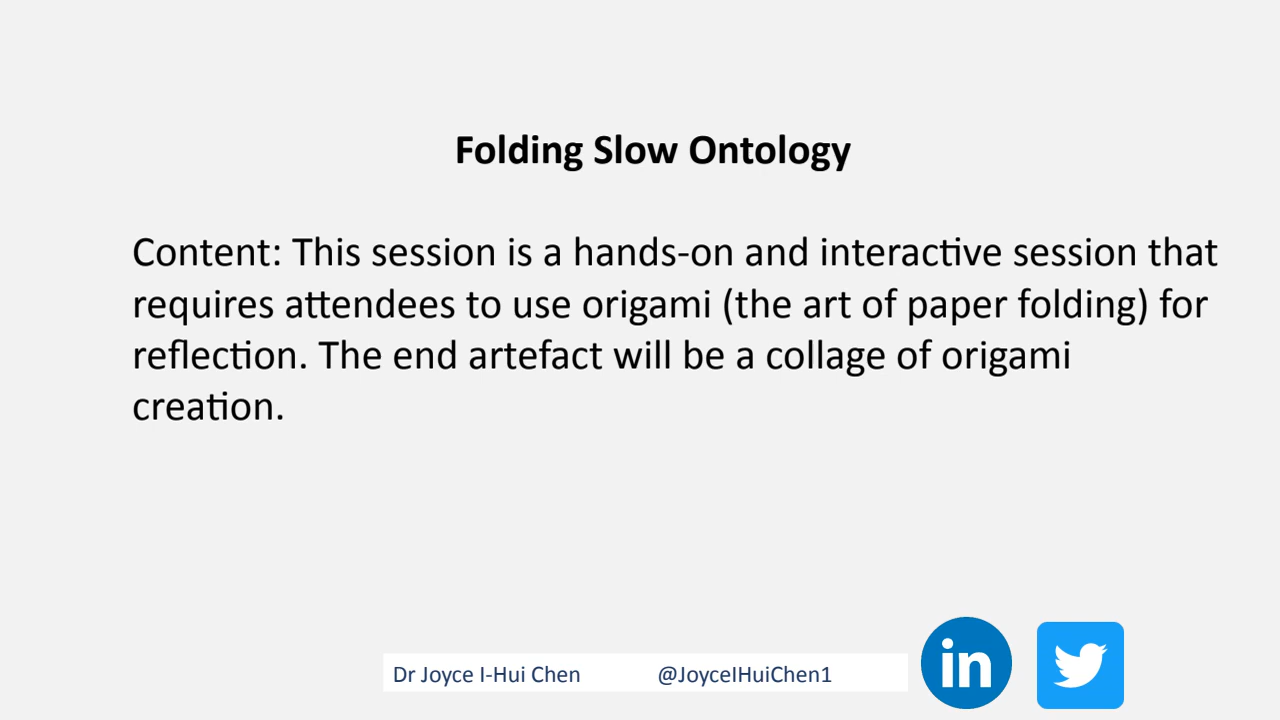 Folding Slow Ontology
Content: This session is a hands-on and interactive session that
requires attendees to use origami (the art of paper folding) for
reflection. The end artefact will be a collage of origami
creation.
Dr Joyce I-Hui Chen @JoyceIHuiChen1
in